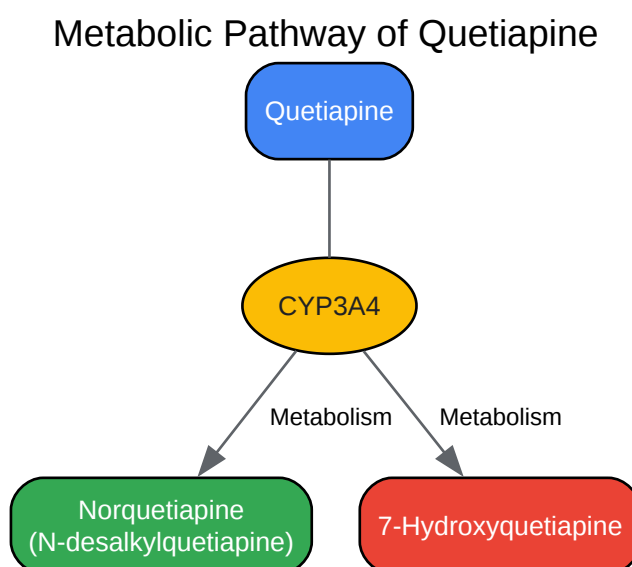 Metabolic Pathway of Quetiapine
Quetiapine
CYP3A4
Metabolism
Metabolism
Norquetiapine
(N-desalkylquetiapine)
7-Hydroxyquetiapine